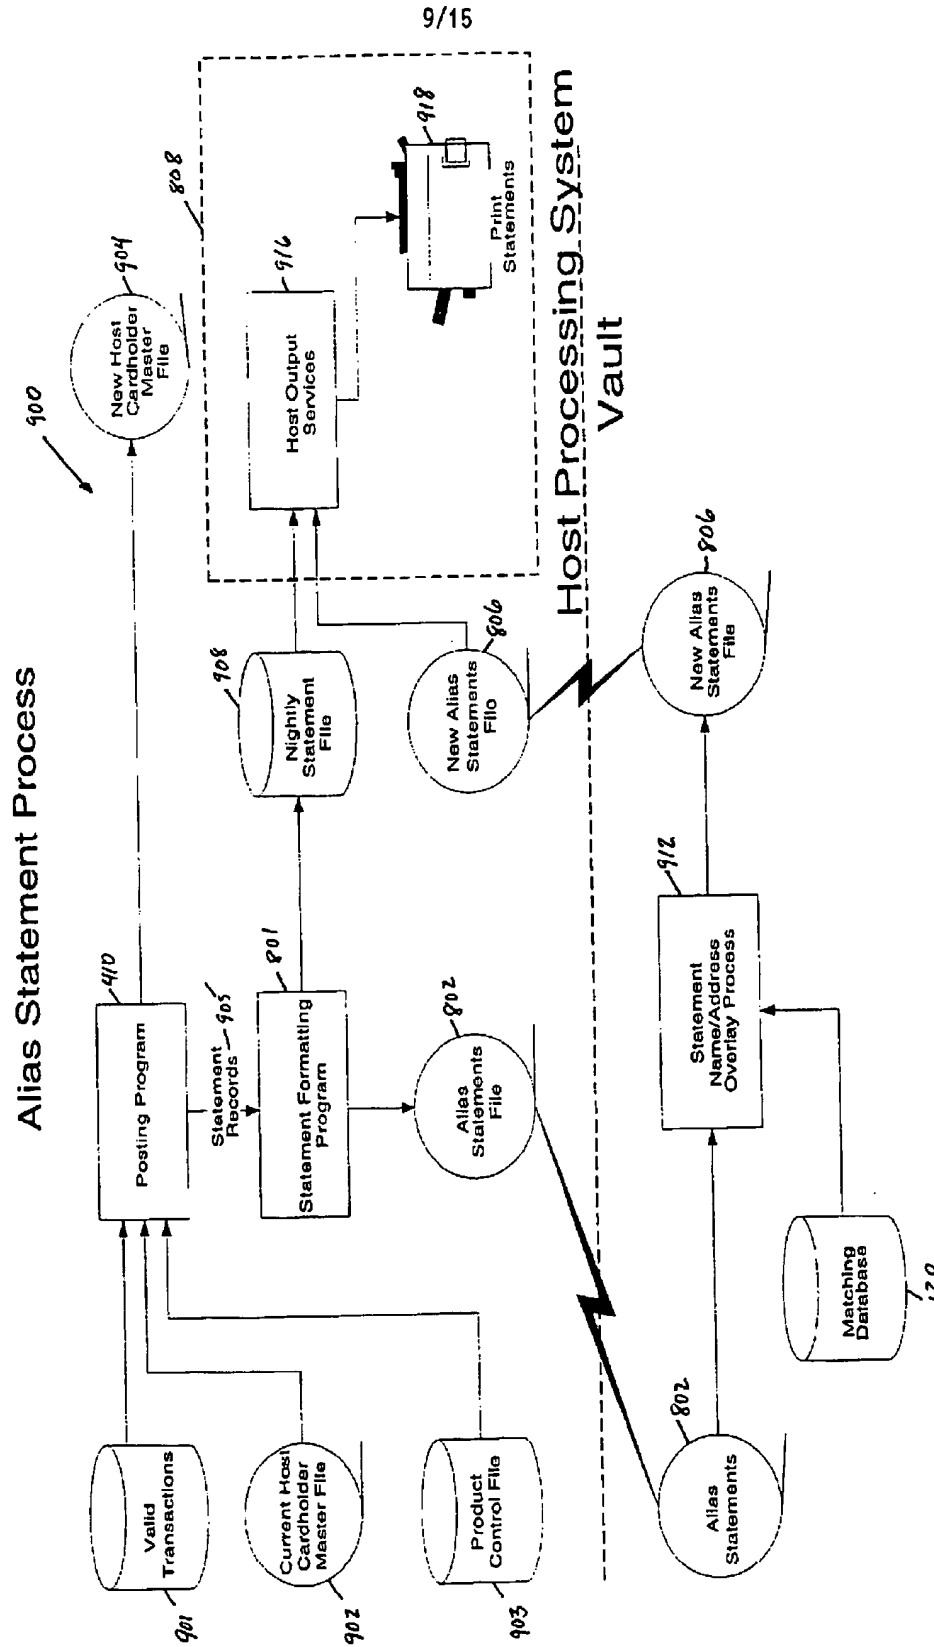 9/15
Alias Statement Process
900
901
Valid
Transactions
902
Current Host
Cardholder
Master File
903
Product
Control File
410
Posting Program
Statement
Records
905
801
Statement Formatting
Program
802
Alias
Statements
File
904
New Host
Cardholder
Master
File
908
Nightly
Statement
File
806
New Alias
Statements
File
808
916
Host Output
Services
918
Print
Statements
Host Processing System
Vault
802
Alias
Statements
Matching
Database
912
Statement
Name/Address
Overlay Process
806
New Alias
Statements
File